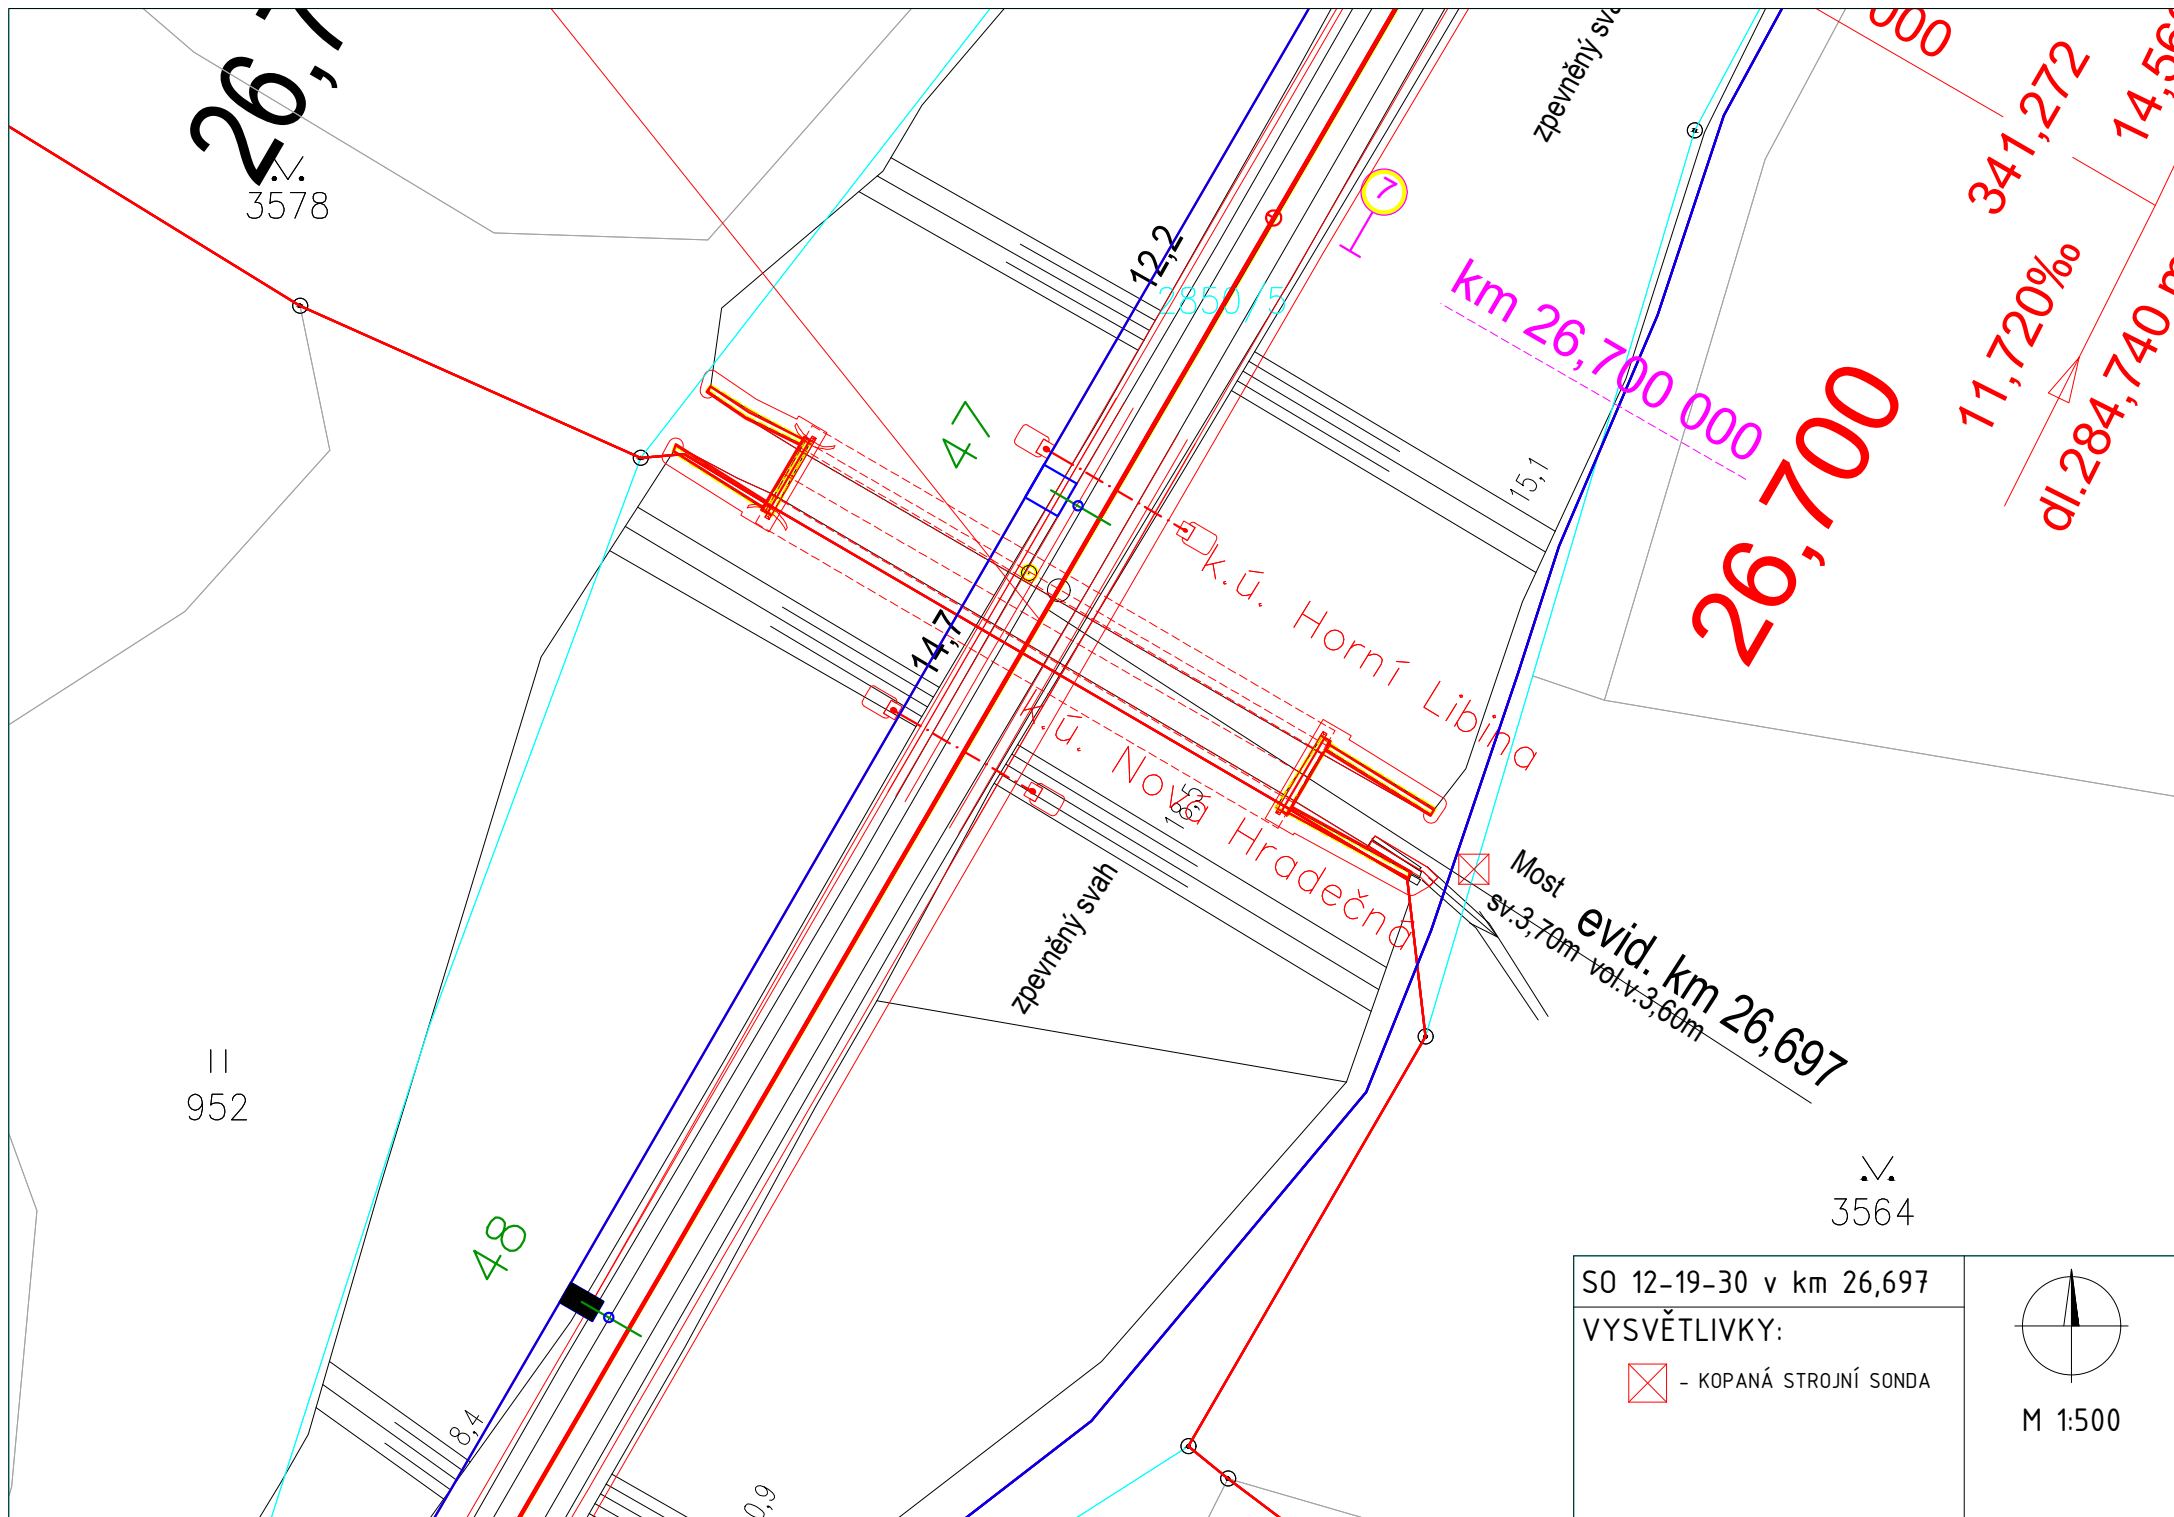 26,7
3578
12,2
2850/5
7
km 26,700 000
zpevněný sva
000
341,272
14,56
11,720‰
dl.284,740 m
26,700
47
15,1
14,7
k.ú. Horní Libina
k.ú. Nová Hradečná
zpevněný svah
Most
sv.3,70m vol.v.3,60m
evid. km 26,697
952
3564
48
8,4
0,9
SO 12-19-30 v km 26,697
VYSVĚTLIVKY:
- KOPANÁ STROJNÍ SONDA
M 1:500